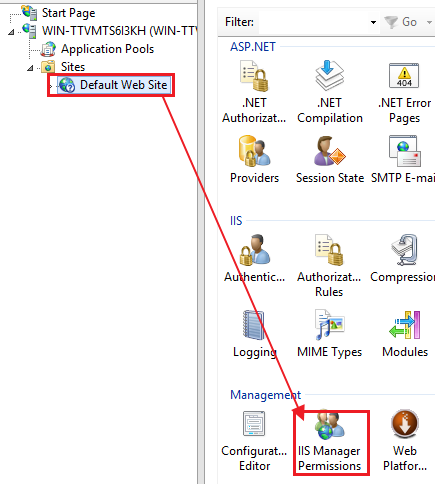 Start Page
WIN-TTVMTS6I3KH (WIN-TTV
Application Pools
Sites
Default Web Site
Filter:
Go
ASP.NET
.NET Authorizat...
.NET Compilation
.NET Error Pages
404
Providers
Session State
SMTP E-mai
IIS
Authentic...
Authorizat... Rules
Compression
Logging
MIME Types
Modules
Management
Configurat... Editor
IIS Manager Permissions
Web Platfor...